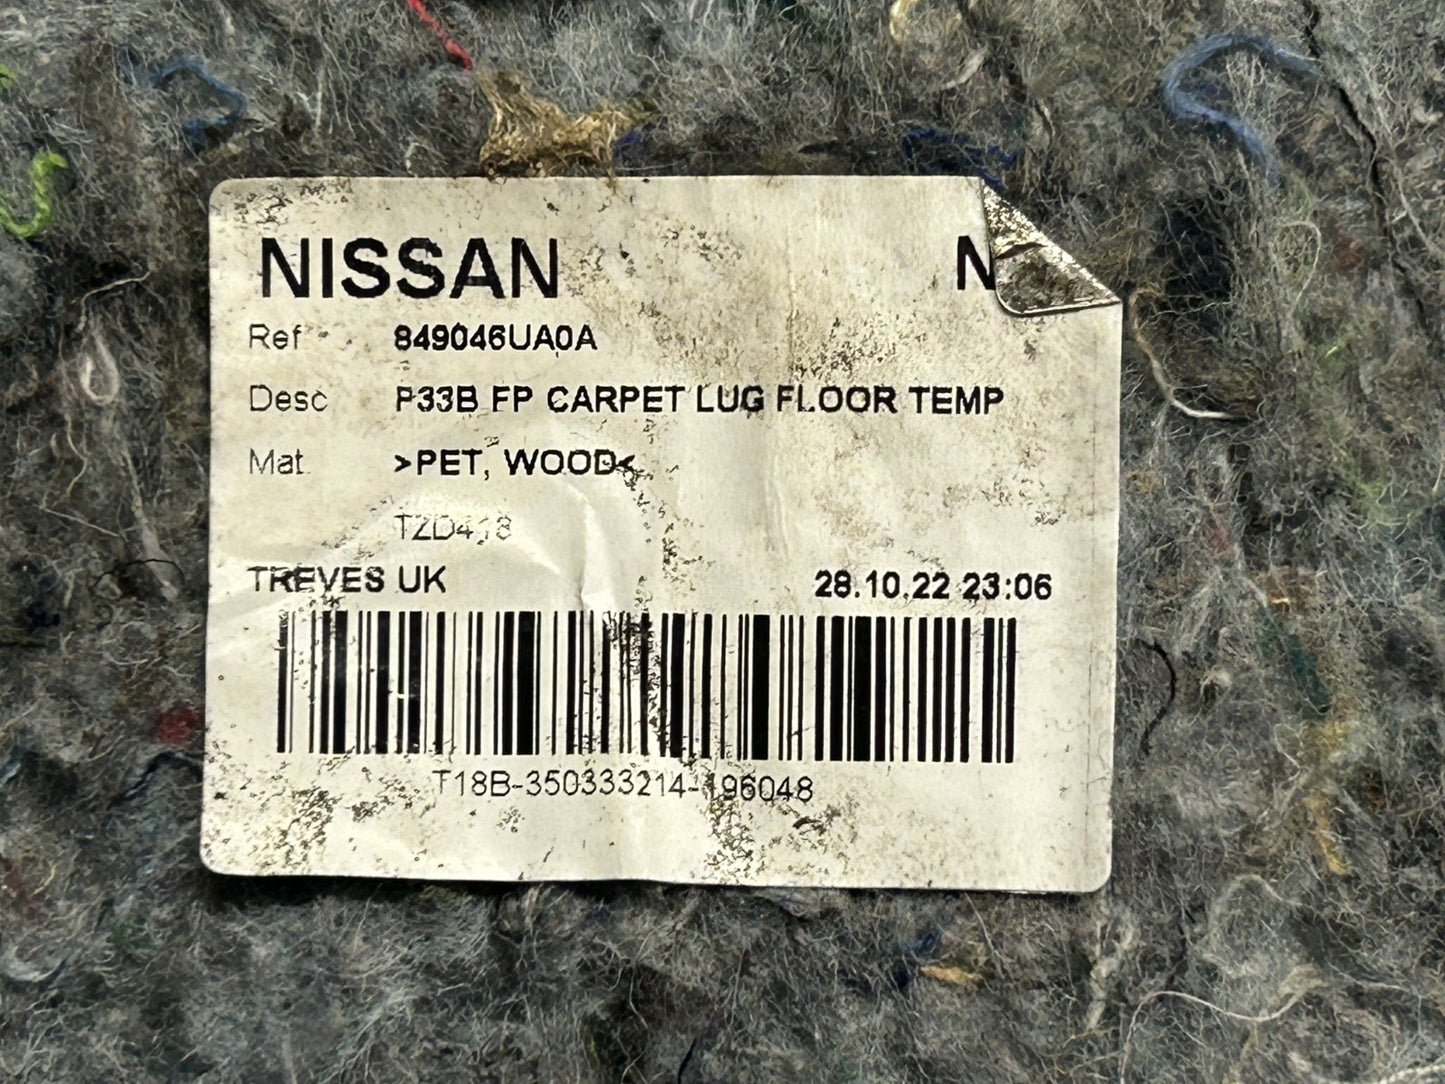 NISSAN N
Ref 849046UA0A
Desc P33B FP CARPET LUG FLOOR TEMP
Mat >PET, WOOD<
TZD418
TREVES UK 28.10.22 23:06
T18B-350333214-196048